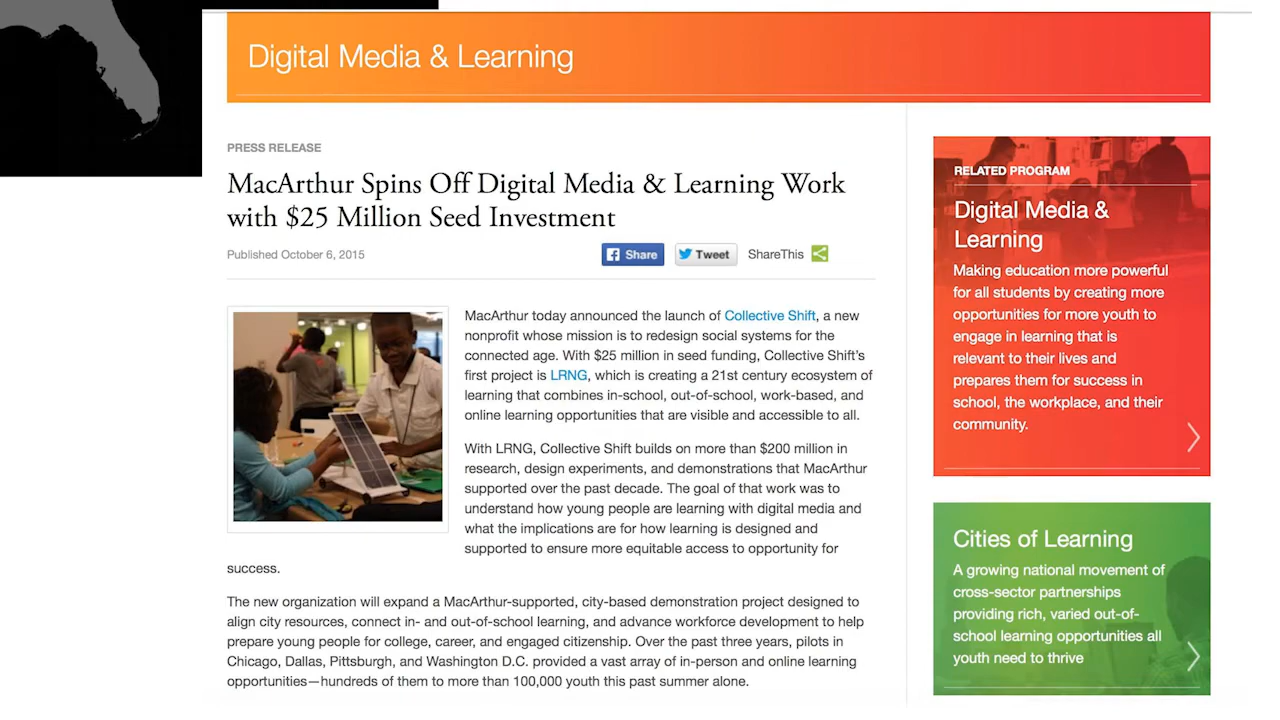 Digital Media & Learning
PRESS RELEASE
MacArthur Spins Off Digital Media & Learning Work
with $25 Million Seed Investment
Published October 6, 2015
Share
Tweet
ShareThis
MacArthur today announced the launch of Collective Shift, a new
nonprofit whose mission is to redesign social systems for the
connected age. With $25 million in seed funding, Collective Shift's
first project is LRNG, which is creating a 21st century ecosystem of
learning that combines in-school, out-of-school, work-based, and
online learning opportunities that are visible and accessible to all.
With LRNG, Collective Shift builds on more than $200 million in
research, design experiments, and demonstrations that MacArthur
supported over the past decade. The goal of that work was to
understand how young people are learning with digital media and
what the implications are for how learning is designed and
supported to ensure more equitable access to opportunity for
success.
The new organization will expand a MacArthur-supported, city-based demonstration project designed to
align city resources, connect in- and out-of-school learning, and advance workforce development to help
prepare young people for college, career, and engaged citizenship. Over the past three years, pilots in
Chicago, Dallas, Pittsburgh, and Washington D.C. provided a vast array of in-person and online learning
opportunities—hundreds of them to more than 100,000 youth this past summer alone.
RELATED PROGRAM
Digital Media &
Learning
Making education more powerful
for all students by creating more
opportunities for more youth to
engage in learning that is
relevant to their lives and
prepares them for success in
school, the workplace, and their
community.
Cities of Learning
A growing national movement of
cross-sector partnerships
providing rich, varied out-of-
school learning opportunities all
youth need to thrive